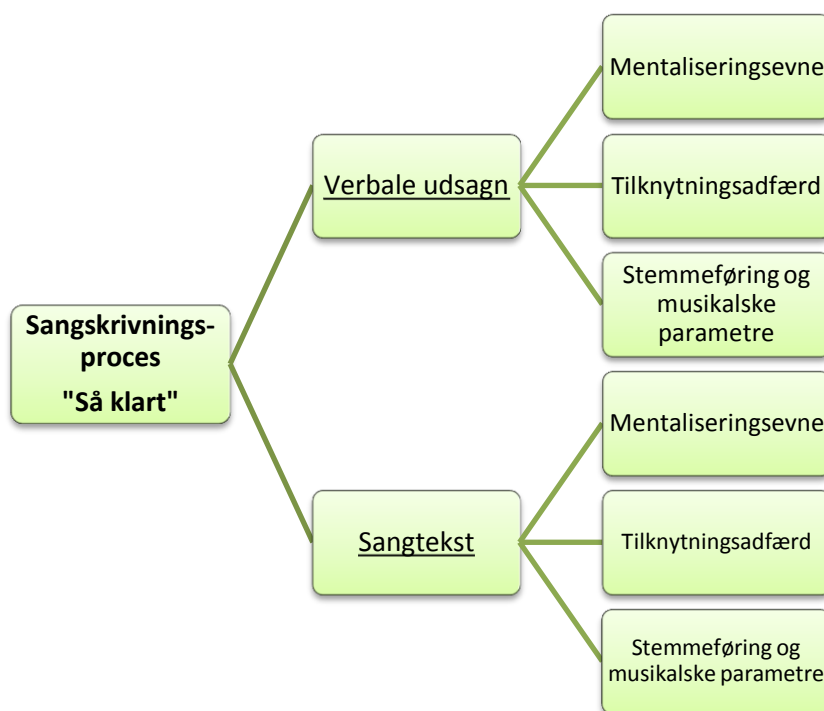 Sangskrivnings-
proces
"Så klart"
Verbale udsagn
Mentaliseringsevne
Tilknytningsadfærd
Stemmeføring og
musikalske
parametre
Sangtekst
Mentaliseringsevne
Tilknytningsadfærd
Stemmeføring og
musikalske parametre